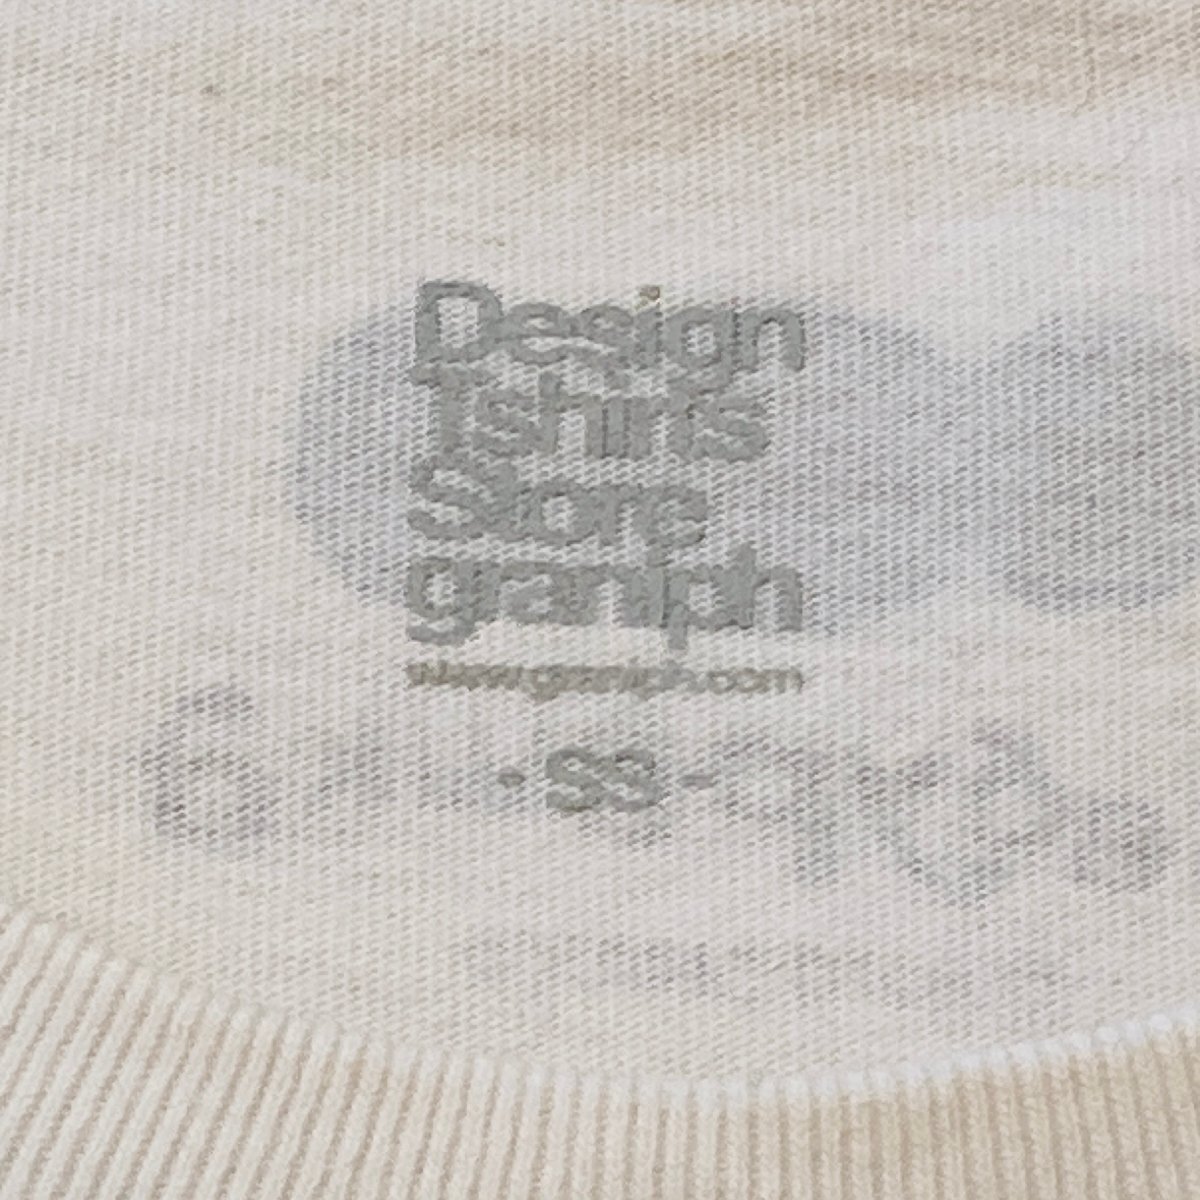 Design
Tshirts
Store
graniph
www.graniph.com
· SS ·